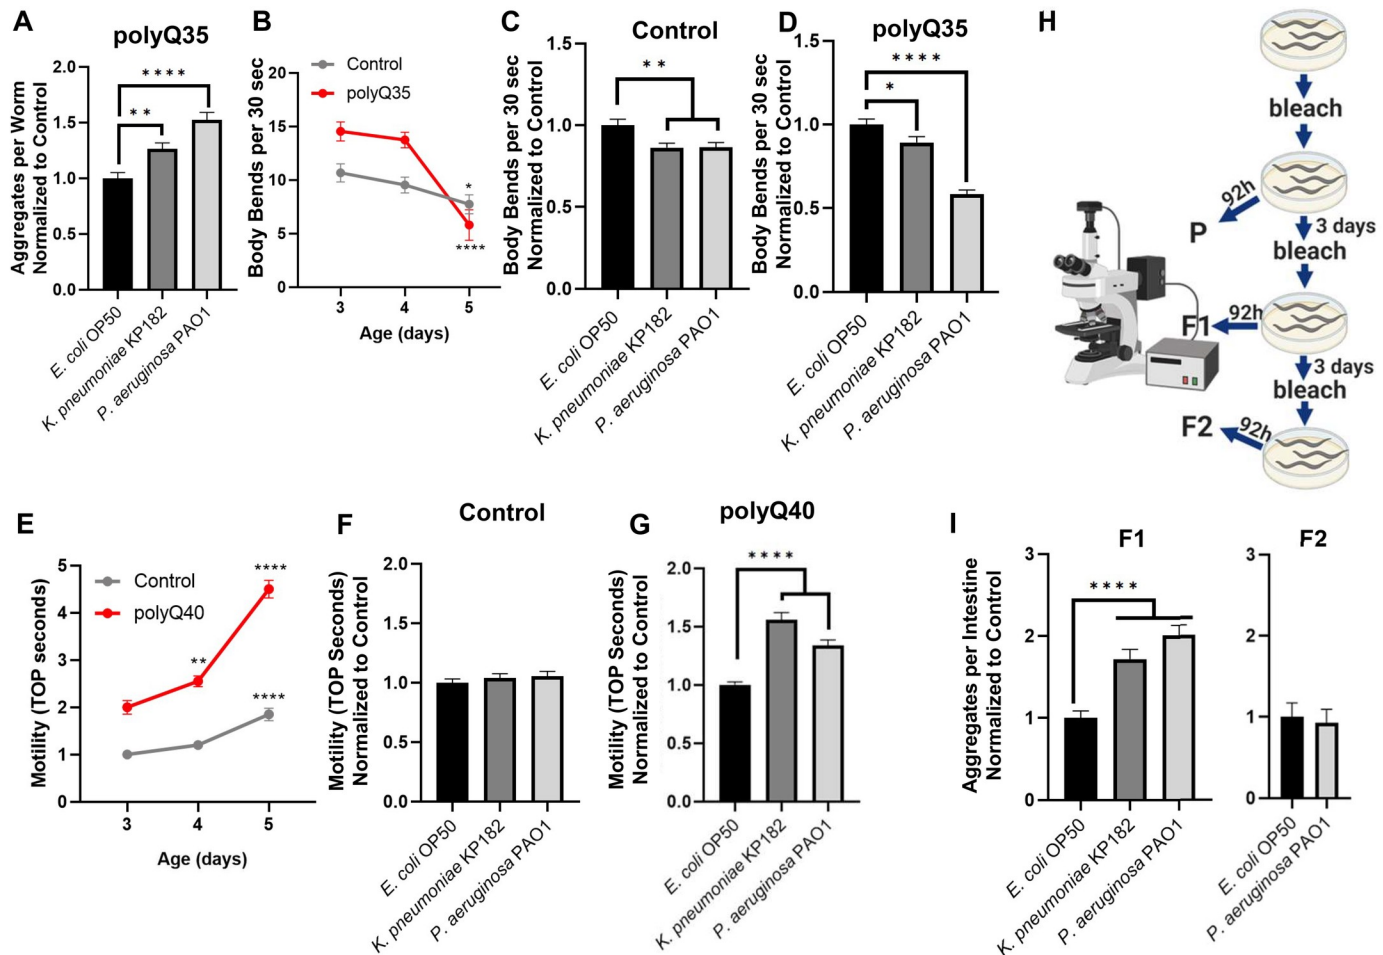 A
polyQ35
Aggregates per Worm
Normalized to Control
2.0
1.5
1.0
0.5
0.0
****
**
E. coli OP50
K. pneumoniae KP182
P. aeruginosa PAO1
B
Control
polyQ35
Body Bends per 30 sec
20
15
10
5
0
*
****
3
4
5
Age (days)
C
Control
Body Bends per 30 sec
Normalized to Control
1.5
1.0
0.5
0.0
**
E. coli OP50
K. pneumoniae KP182
P. aeruginosa PAO1
D
polyQ35
Body Bends per 30 sec
Normalized to Control
1.5
1.0
0.5
0.0
****
*
E. coli OP50
K. pneumoniae KP182
P. aeruginosa PAO1
H
bleach
92h
P
3 days
bleach
92h
F1
3 days
bleach
92h
F2
E
Control
polyQ40
Motility (TOP seconds)
5
4
3
2
1
0
****
**
****
3
4
5
Age (days)
F
Control
Motility (TOP Seconds)
Normalized to Control
2.0
1.5
1.0
0.5
0.0
E. coli OP50
K. pneumoniae KP182
P. aeruginosa PAO1
G
polyQ40
Motility (TOP Seconds)
Normalized to Control
2.0
1.5
1.0
0.5
0.0
****
E. coli OP50
K. pneumoniae KP182
P. aeruginosa PAO1
I
F1
Aggregates per Intestine
Normalized to Control
3
2
1
0
****
E. coli OP50
K. pneumoniae KP182
P. aeruginosa PAO1
F2
3
2
1
0
E. coli OP50
P. aeruginosa PAO1